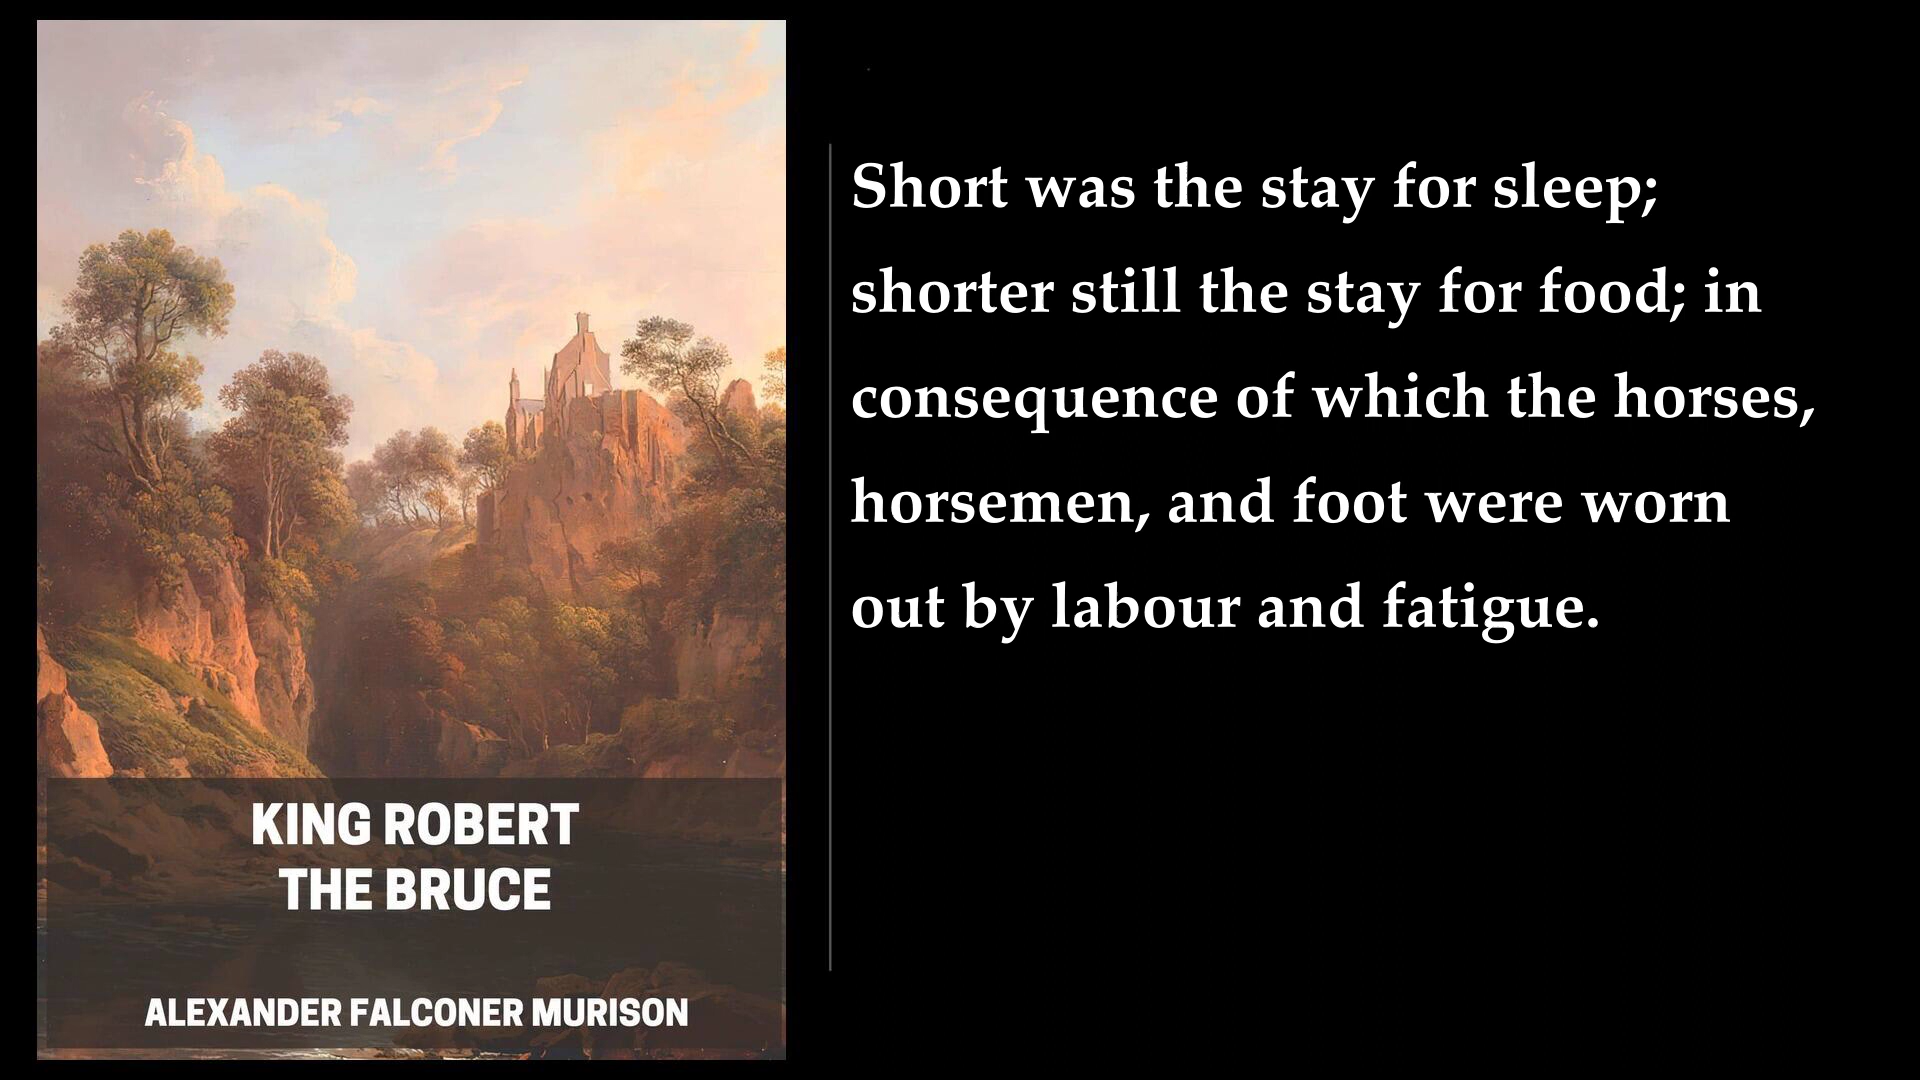 Short was the stay for sleep;
shorter still the stay for food; in
consequence of which the horses,
horsemen, and foot were worn
out by labour and fatigue.
KING ROBERT
THE BRUCE
ALEXANDER FALCONER MURISON